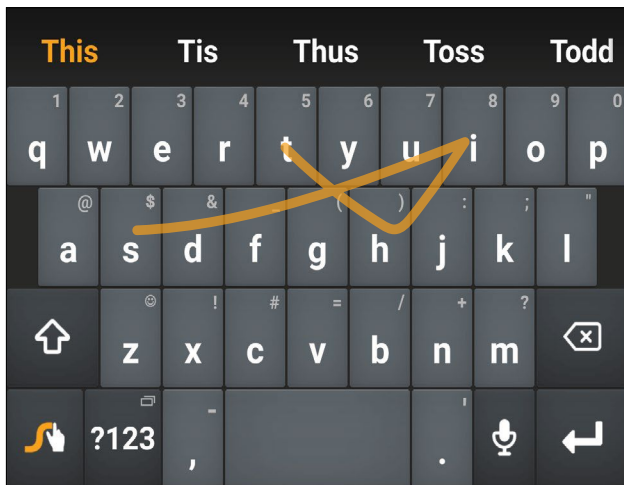 This Tis Thus Toss Todd
1 2 3 4 5 6 7 8 9 0
q w e r t y u i o p
@ $ & _ ( ) : ; "
a s d f g h j k l
☺ ! # = / + ?
z x c v b n m
- '
?123 , .